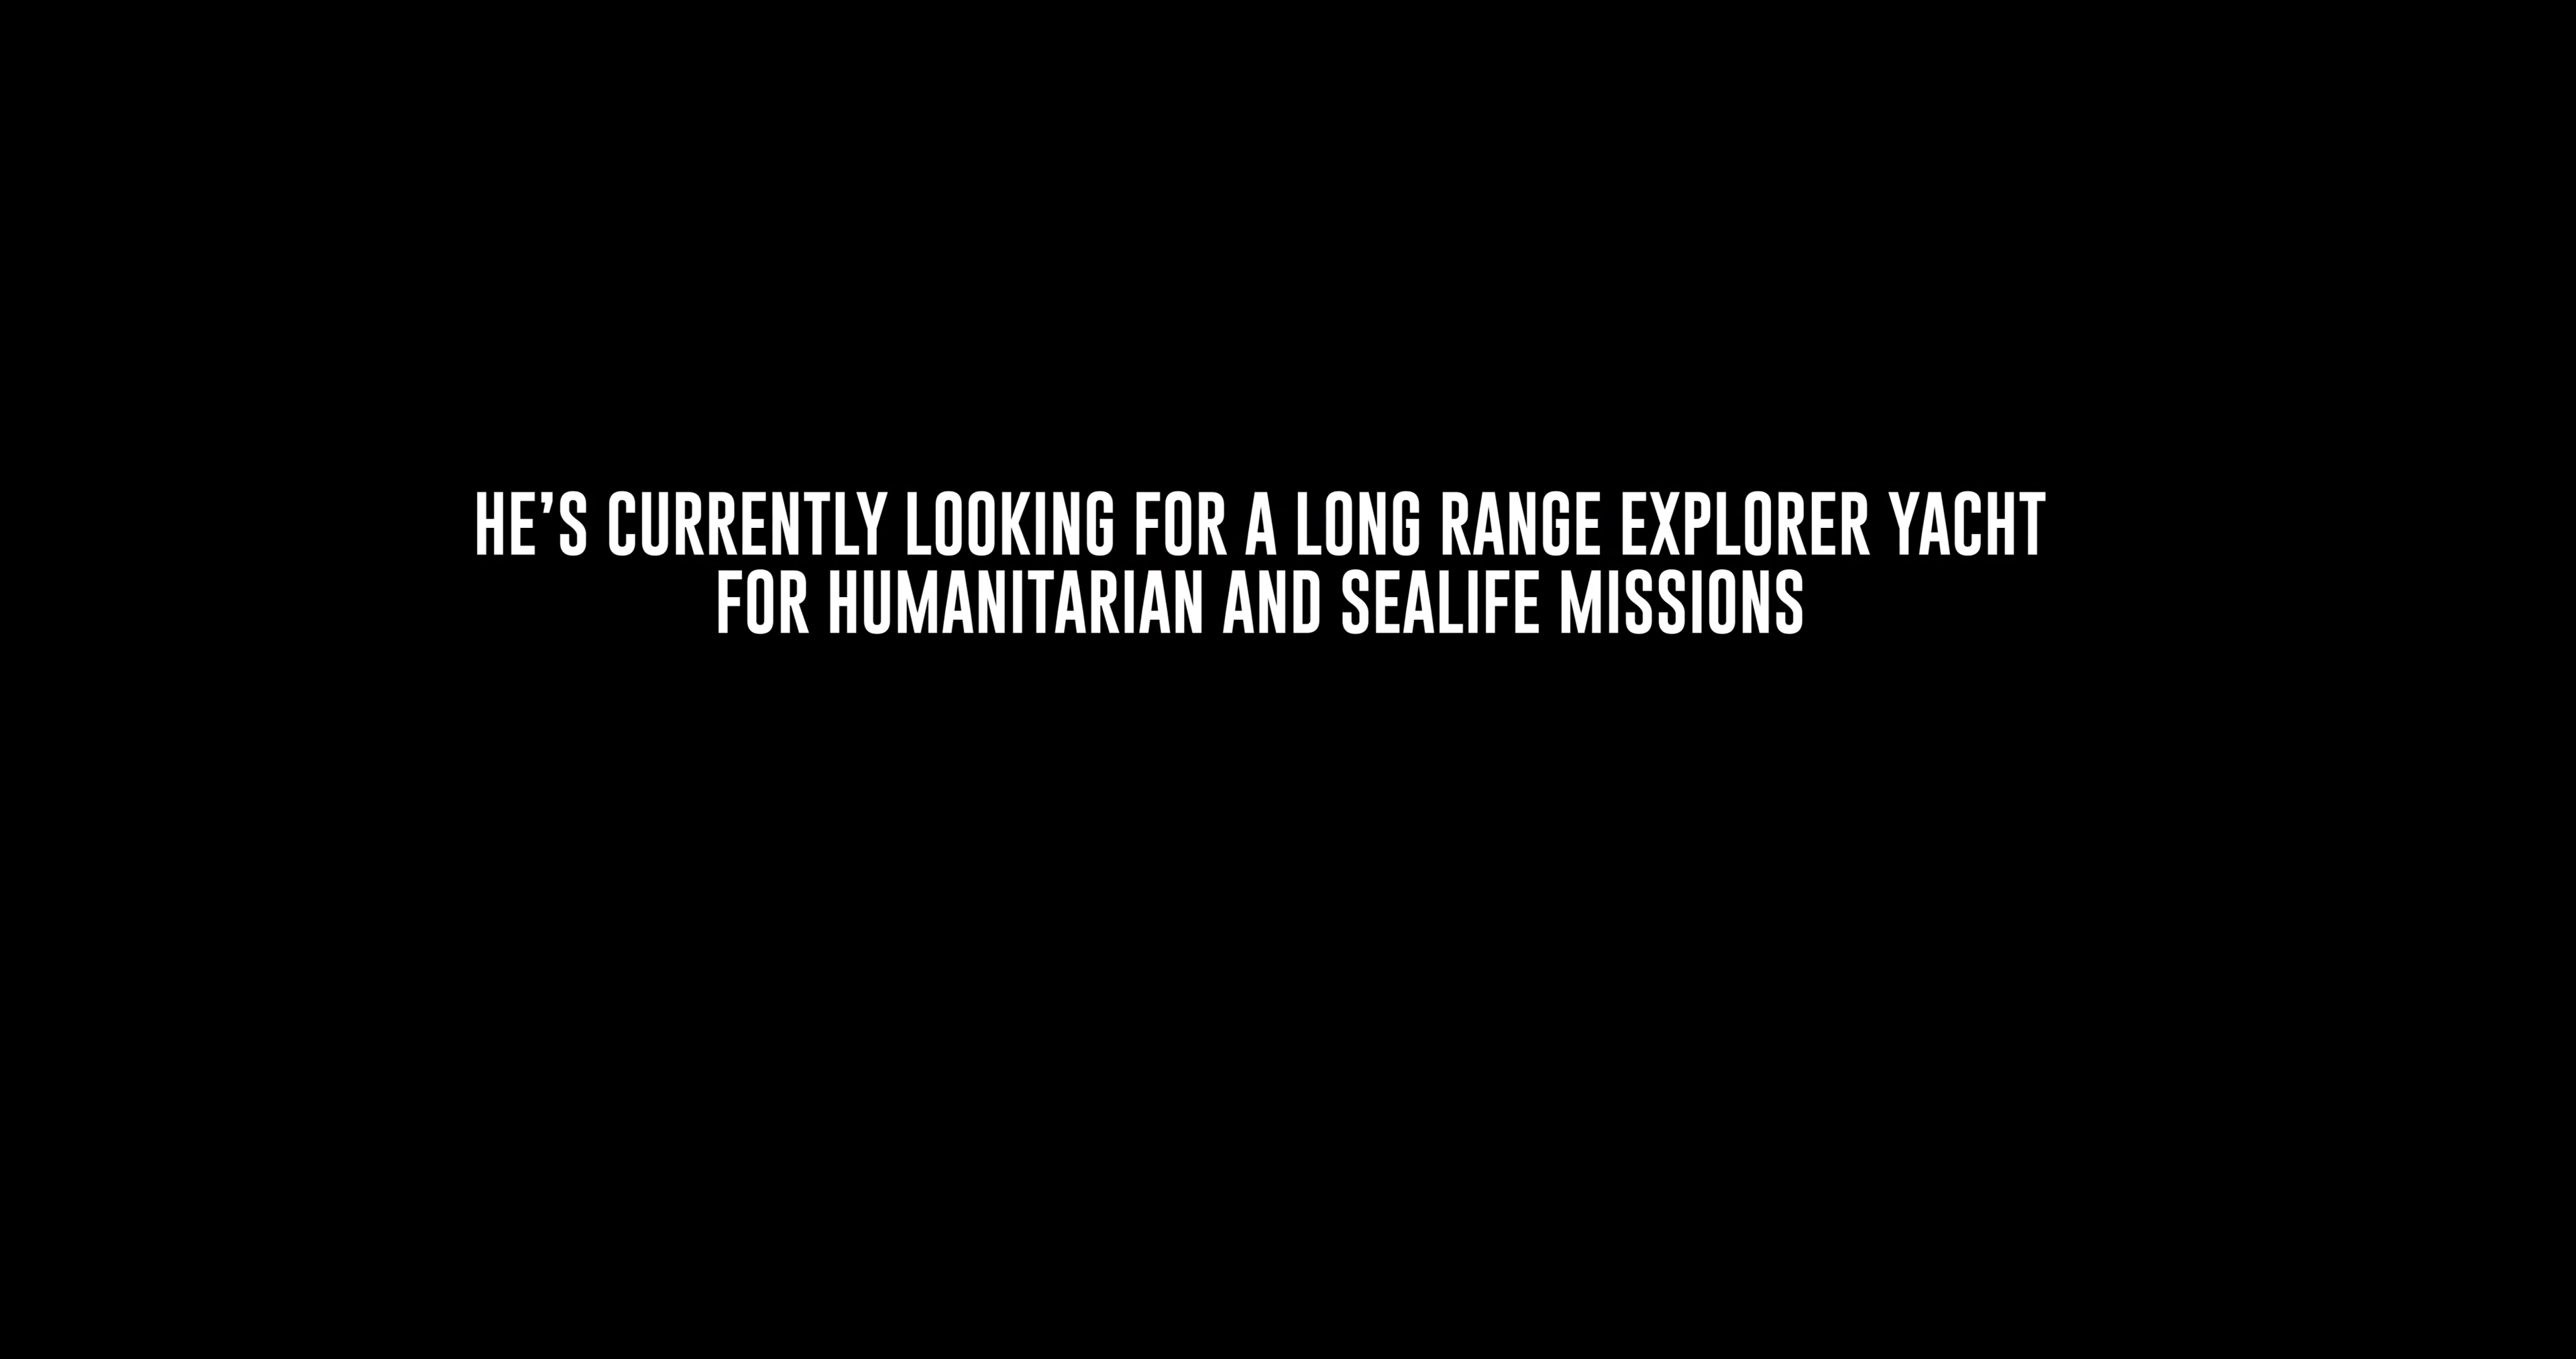 HE’S CURRENTLY LOOKING FOR A LONG RANGE EXPLORER YACHT
FOR HUMANITARIAN AND SEALIFE MISSIONS